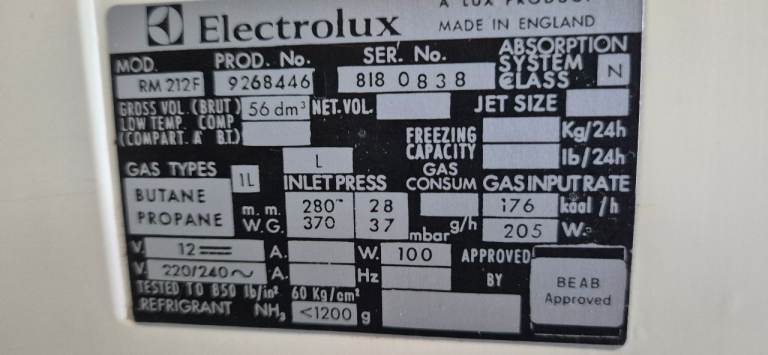 A LUX PRODUCT
Electrolux MADE IN ENGLAND
MOD. PROD. No. SER. No. ABSORPTION SYSTEM CLASS N
RM 212F 9268446 818 0838
GROSS VOL. (BRUT) 56 dm³ NET. VOL. JET SIZE
LOW TEMP. COMP
(COMPART. A B.T.)
FREEZING CAPACITY Kg/24h
lb/24h
GAS TYPES 1L L
INLET PRESS GAS CONSUM GAS INPUT RATE
BUTANE m.m. 280 28 176 kcal/h
PROPANE W.G. 370 37 mbar g/h 205 W.
V. 12 A. W. 100 APPROVED BY
V. 220/240 ~ A. Hz
BEAB
Approved
TESTED TO 850 lb/in² 60 Kg/cm²
REFRIGRANT NH₃ <1200 g